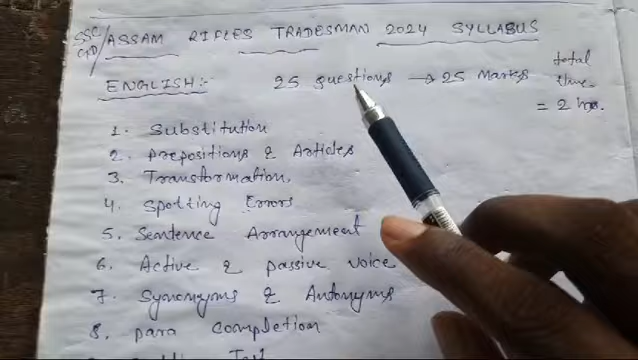 SSC GD/ASSAM RIFLES TRADESMAN 2024 SYLLABUS
ENGLISH:- 25 questions → 25 Marks total time = 2 hrs.
1. Substitution
2. Prepositions & Articles
3. Transformation.
4. Spotting Errors
5. Sentence Arrangement
6. Active & passive voice
7. Synonyms & Antonyms
8. para completion
Test